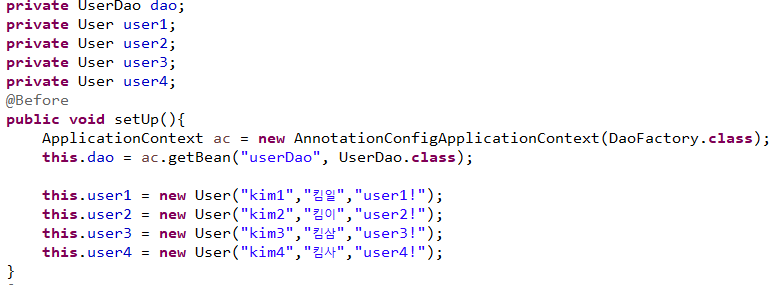 private UserDao dao;
private User user1;
private User user2;
private User user3;
private User user4;
@Before
public void setUp(){
    ApplicationContext ac = new AnnotationConfigApplicationContext(DaoFactory.class);
    this.dao = ac.getBean("userDao", UserDao.class);

    this.user1 = new User("kim1","킴일","user1!");
    this.user2 = new User("kim2","킴이","user2!");
    this.user3 = new User("kim3","킴삼","user3!");
    this.user4 = new User("kim4","킴사","user4!");
}